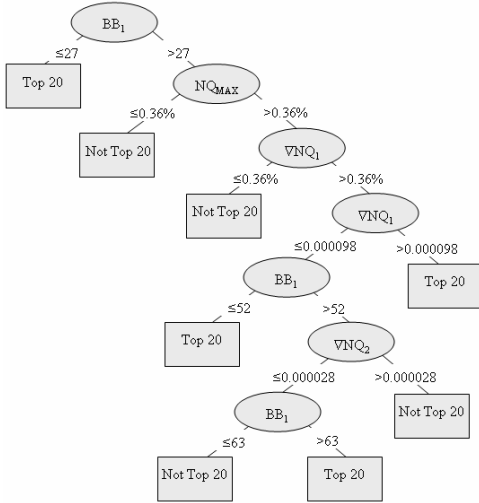 BB₁
≤27 >27
Top 20 NQ_MAX
≤0.36% >0.36%
Not Top 20 ∇NQ₁
≤0.36% >0.36%
Not Top 20 ∇NQ₁
≤0.000098 >0.000098
BB₁ Top 20
≤52 >52
Top 20 ∇NQ₂
≤0.000028 >0.000028
BB₁ Not Top 20
≤63 >63
Not Top 20 Top 20